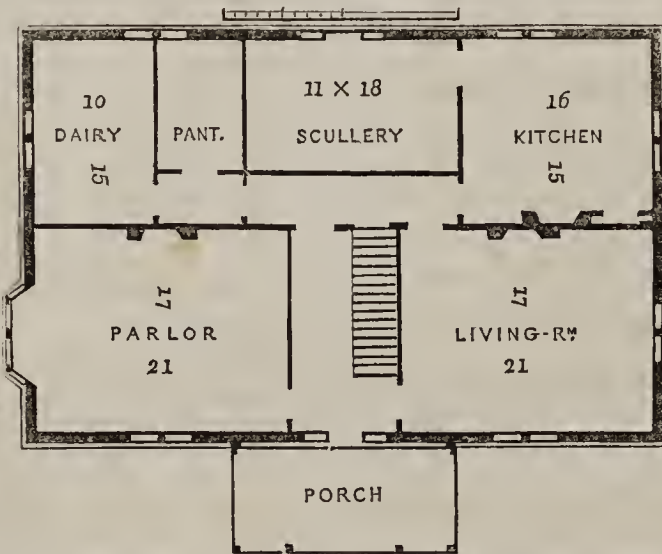 10
DAIRY
15
PANT.
11 X 18
SCULLERY
16
KITCHEN
15
17
PARLOR
21
17
LIVING-RM
21
PORCH